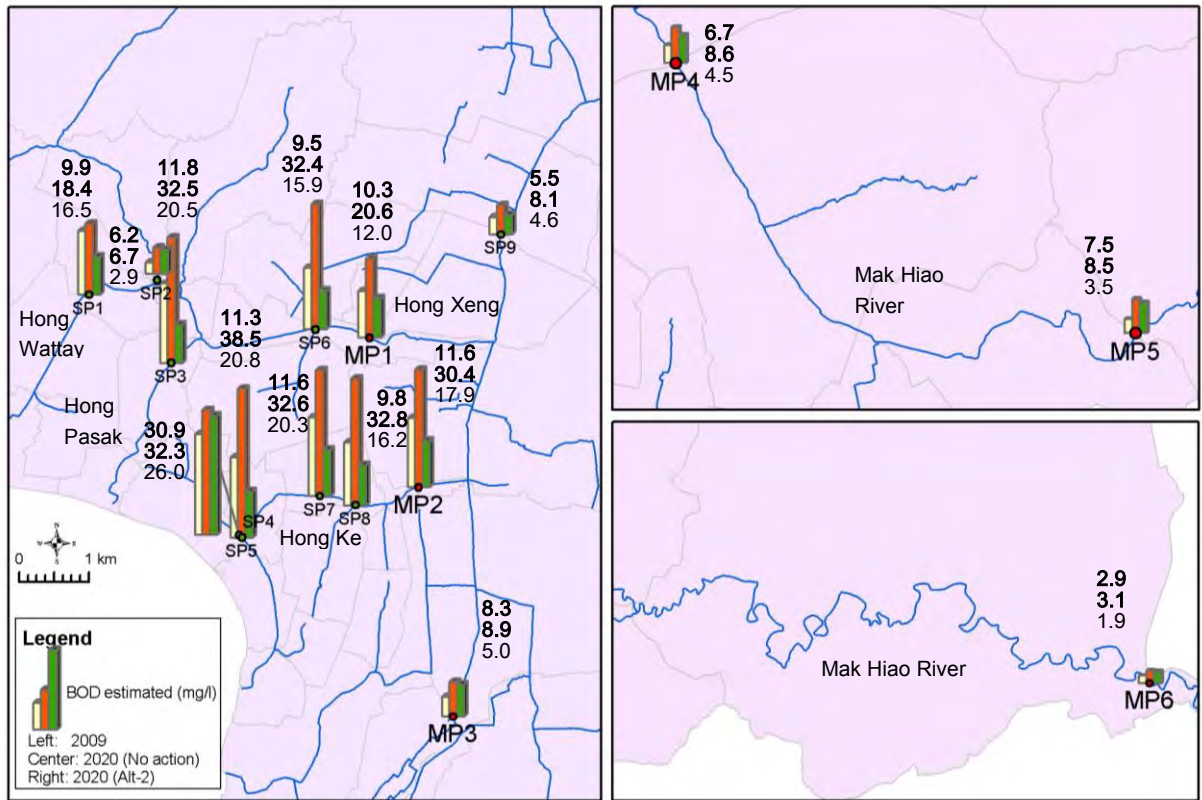 9.9
18.4
16.5
SP1
6.2
6.7
2.9
SP2
11.8
32.5
20.5
SP3
9.5
32.4
15.9
SP6
10.3
20.6
12.0
MP1
5.5
8.1
4.6
SP9
Hong
Wattay
Hong Xeng
Hong
Pasak
11.3
38.5
20.8
30.9
32.3
26.0
SP4
SP5
11.6
32.6
20.3
SP7
9.8
32.8
16.2
SP8
11.6
30.4
17.9
MP2
Hong Ke
N
W
E
S
0 1 km
8.3
8.9
5.0
MP3
Legend
BOD estimated (mg/l)
Left: 2009
Center: 2020 (No action)
Right: 2020 (Alt-2)
6.7
8.6
4.5
MP4
Mak Hiao
River
7.5
8.5
3.5
MP5
2.9
3.1
1.9
Mak Hiao River
MP6